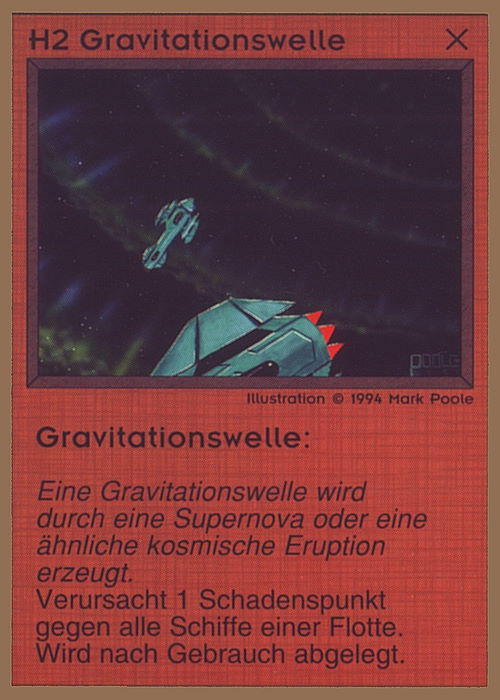 H2 Gravitationswelle X
POOLE
Illustration © 1994 Mark Poole
Gravitationswelle:
Eine Gravitationswelle wird
durch eine Supernova oder eine
ähnliche kosmische Eruption
erzeugt.
Verursacht 1 Schadenspunkt
gegen alle Schiffe einer Flotte.
Wird nach Gebrauch abgelegt.